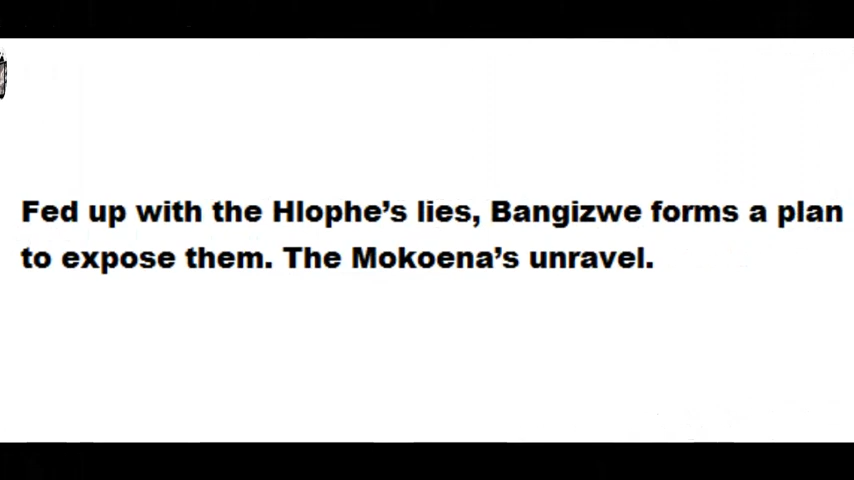 Fed up with the Hlophe’s lies, Bangizwe forms a plan
to expose them. The Mokoena’s unravel.